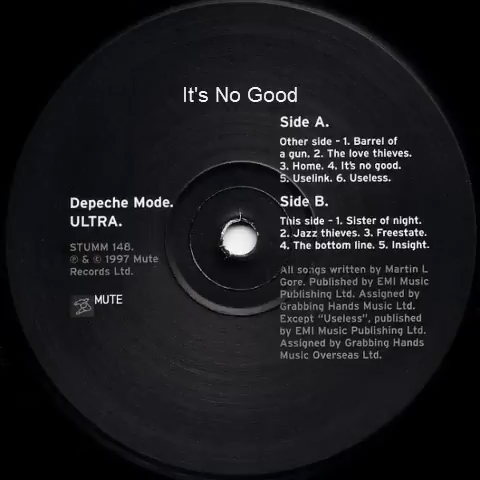 It's No Good
Side A.
Other side - 1. Barrel of
a gun. 2. The love thieves.
3. Home. 4. It's no good.
5. Uselink. 6. Useless.
Depeche Mode.
ULTRA.
STUMM 148.
℗ & © 1997 Mute
Records Ltd.
MUTE
Side B.
This side - 1. Sister of night.
2. Jazz thieves. 3. Freestate.
4. The bottom line. 5. Insight.
All songs written by Martin L
Gore. Published by EMI Music
Publishing Ltd. Assigned by
Grabbing Hands Music Ltd.
Except "Useless", published
by EMI Music Publishing Ltd.
Assigned by Grabbing Hands
Music Overseas Ltd.